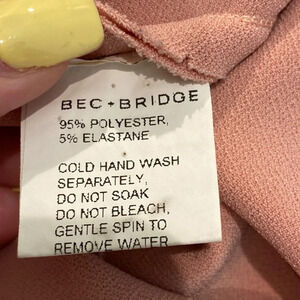 BEC + BRIDGE
95% POLYESTER,
5% ELASTANE
COLD HAND WASH
SEPARATELY,
DO NOT SOAK
DO NOT BLEACH,
GENTLE SPIN TO
REMOVE WATER